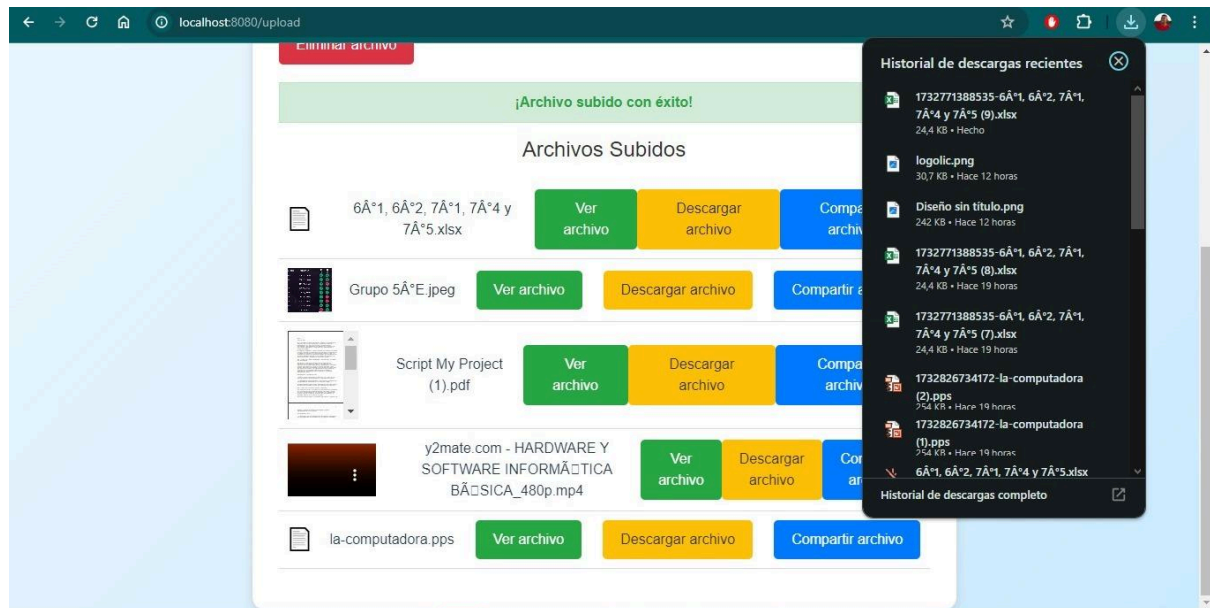 localhost:8080/upload
Eliminar archivo
¡Archivo subido con éxito!
Archivos Subidos
6Â°1, 6Â°2, 7Â°1, 7Â°4 y
7Â°5.xlsx
Ver
archivo
Descargar
archivo
Compa
archiv
Grupo 5Â°E.jpeg
Ver archivo
Descargar archivo
Compartir a
Script My Project
(1).pdf
Ver
archivo
Descargar
archivo
Compa
archiv
y2mate.com - HARDWARE Y
SOFTWARE INFORMÃ□TICA
BÃ□SICA_480p.mp4
Ver
archivo
Descargar
archivo
Con
ar
la-computadora.pps
Ver archivo
Descargar archivo
Compartir archivo
Historial de descargas recientes
1732771388535-6Â°1, 6Â°2, 7Â°1,
7Â°4 y 7Â°5 (9).xlsx
24,4 KB • Hecho
logolic.png
30,7 KB • Hace 12 horas
Diseño sin título.png
242 KB • Hace 12 horas
1732771388535-6Â°1, 6Â°2, 7Â°1,
7Â°4 y 7Â°5 (8).xlsx
24,4 KB • Hace 19 horas
1732771388535-6Â°1, 6Â°2, 7Â°1,
7Â°4 y 7Â°5 (7).xlsx
24,4 KB • Hace 19 horas
1732826734172-la-computadora
(2).pps
254 KB • Hace 19 horas
1732826734172-la-computadora
(1).pps
254 KB • Hace 19 horas
6Â°1, 6Â°2, 7Â°1, 7Â°4 y 7Â°5.xlsx
Historial de descargas completo